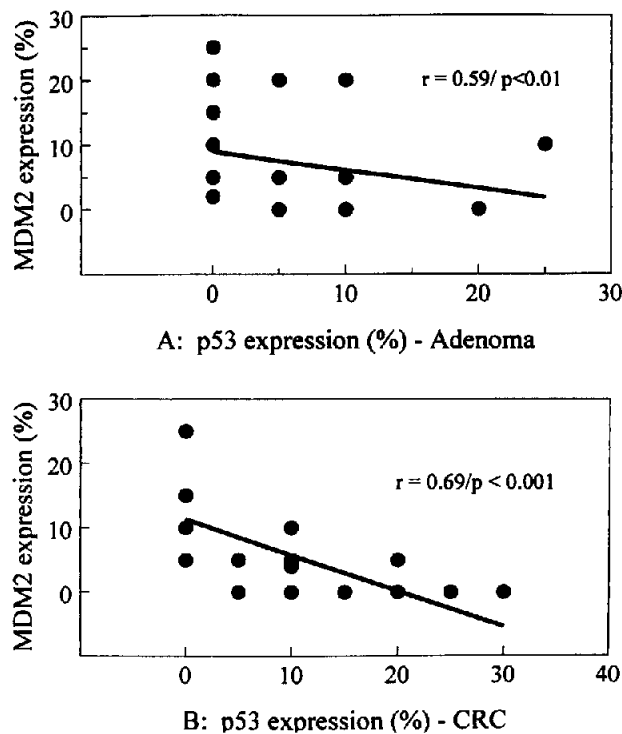 30
20
10
0
MDM2 expression (%)
r = 0.59/ p<0.01
0 10 20 30
A: p53 expression (%) - Adenoma
30
20
10
0
MDM2 expression (%)
r = 0.69/p < 0.001
0 10 20 30 40
B: p53 expression (%) - CRC